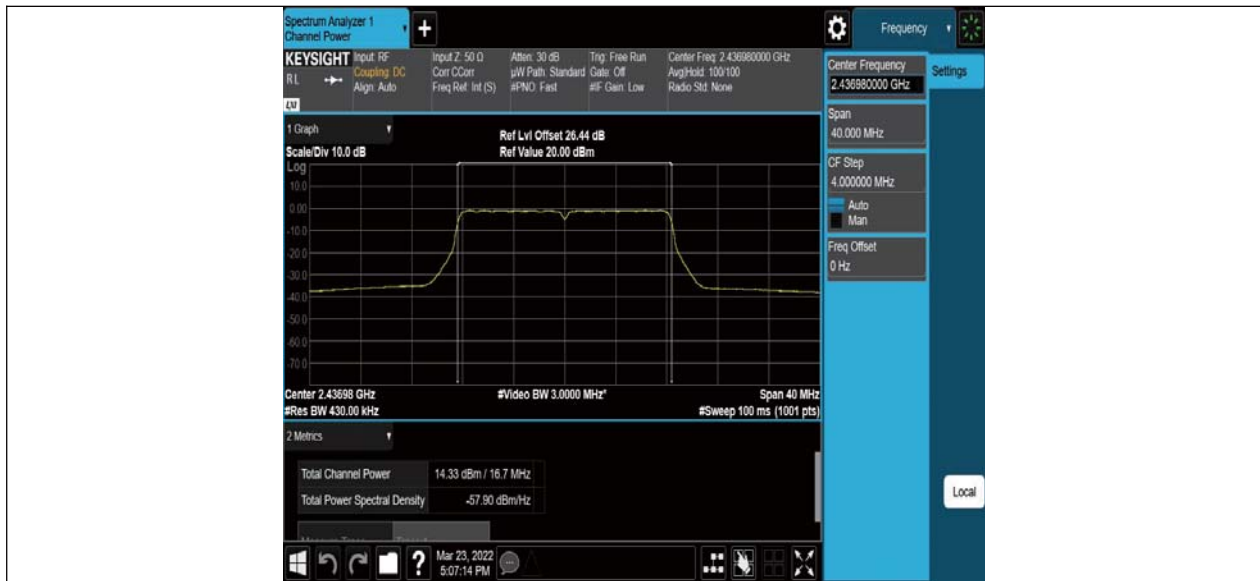 Spectrum Analyzer 1
Channel Power
+
Frequency
KEYSIGHT
RL
LXI
Input: RF
Coupling: DC
Align: Auto
Input Z: 50 Ω
Corr CCorr
Freq Ref: Int (S)
Atten: 30 dB
µW Path: Standard
#PNO: Fast
Trig: Free Run
Gate: Off
#IF Gain: Low
Center Freq: 2.436980000 GHz
Avg|Hold: 100/100
Radio Std: None
Center Frequency
2.436980000 GHz
Settings
Span
40.000 MHz
CF Step
4.000000 MHz
Auto
Man
Freq Offset
0 Hz
1 Graph
Scale/Div 10.0 dB
Ref Lvl Offset 26.44 dB
Ref Value 20.00 dBm
Log
10.0
0.00
-10.0
-20.0
-30.0
-40.0
-50.0
-60.0
-70.0
Center 2.43698 GHz
#Video BW 3.0000 MHz*
Span 40 MHz
#Res BW 430.00 kHz
#Sweep 100 ms (1001 pts)
2 Metrics
Total Channel Power 14.33 dBm / 16.7 MHz
Total Power Spectral Density -57.90 dBm/Hz
Local
?
Mar 23, 2022
5:07:14 PM